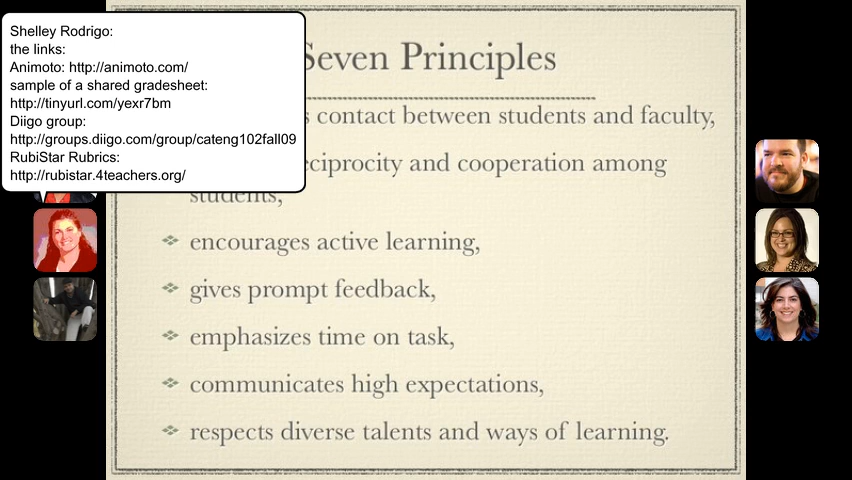 Shelley Rodrigo:
the links:
Animoto: http://animoto.com/
sample of a shared gradesheet:
http://tinyurl.com/yexr7bm
Diigo group:
http://groups.diigo.com/group/cateng102fall09
RubiStar Rubrics:
http://rubistar.4teachers.org/
Seven Principles
contact between students and faculty,
and cooperation among
students,
encourages active learning,
gives prompt feedback,
emphasizes time on task,
communicates high expectations,
respects diverse talents and ways of learning.